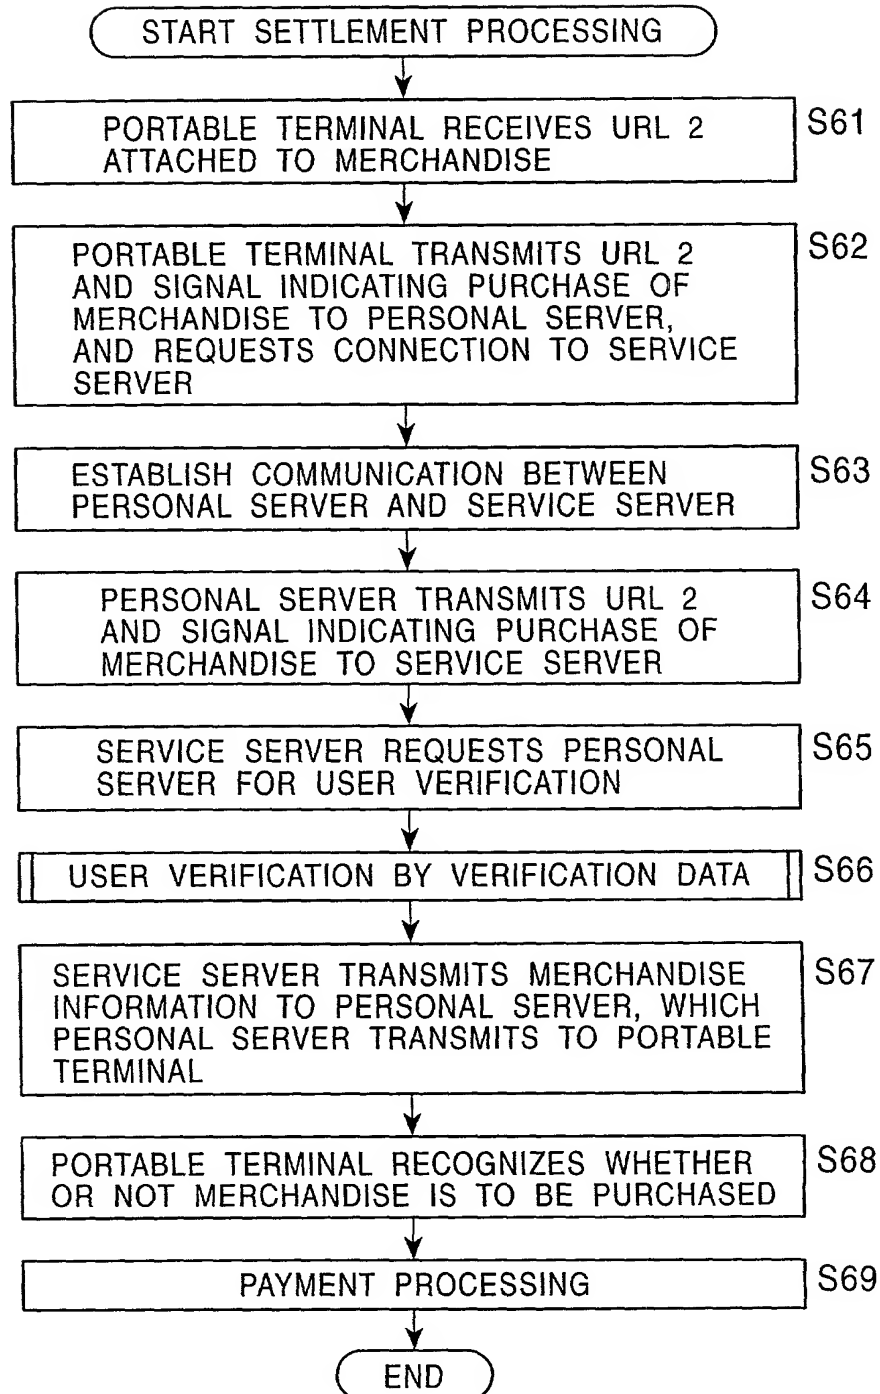 START SETTLEMENT PROCESSING
PORTABLE TERMINAL RECEIVES URL 2
ATTACHED TO MERCHANDISE
S61
PORTABLE TERMINAL TRANSMITS URL 2
AND SIGNAL INDICATING PURCHASE OF
MERCHANDISE TO PERSONAL SERVER,
AND REQUESTS CONNECTION TO SERVICE
SERVER
S62
ESTABLISH COMMUNICATION BETWEEN
PERSONAL SERVER AND SERVICE SERVER
S63
PERSONAL SERVER TRANSMITS URL 2
AND SIGNAL INDICATING PURCHASE OF
MERCHANDISE TO SERVICE SERVER
S64
SERVICE SERVER REQUESTS PERSONAL
SERVER FOR USER VERIFICATION
S65
USER VERIFICATION BY VERIFICATION DATA
S66
SERVICE SERVER TRANSMITS MERCHANDISE
INFORMATION TO PERSONAL SERVER, WHICH
PERSONAL SERVER TRANSMITS TO PORTABLE
TERMINAL
S67
PORTABLE TERMINAL RECOGNIZES WHETHER
OR NOT MERCHANDISE IS TO BE PURCHASED
S68
PAYMENT PROCESSING
S69
END